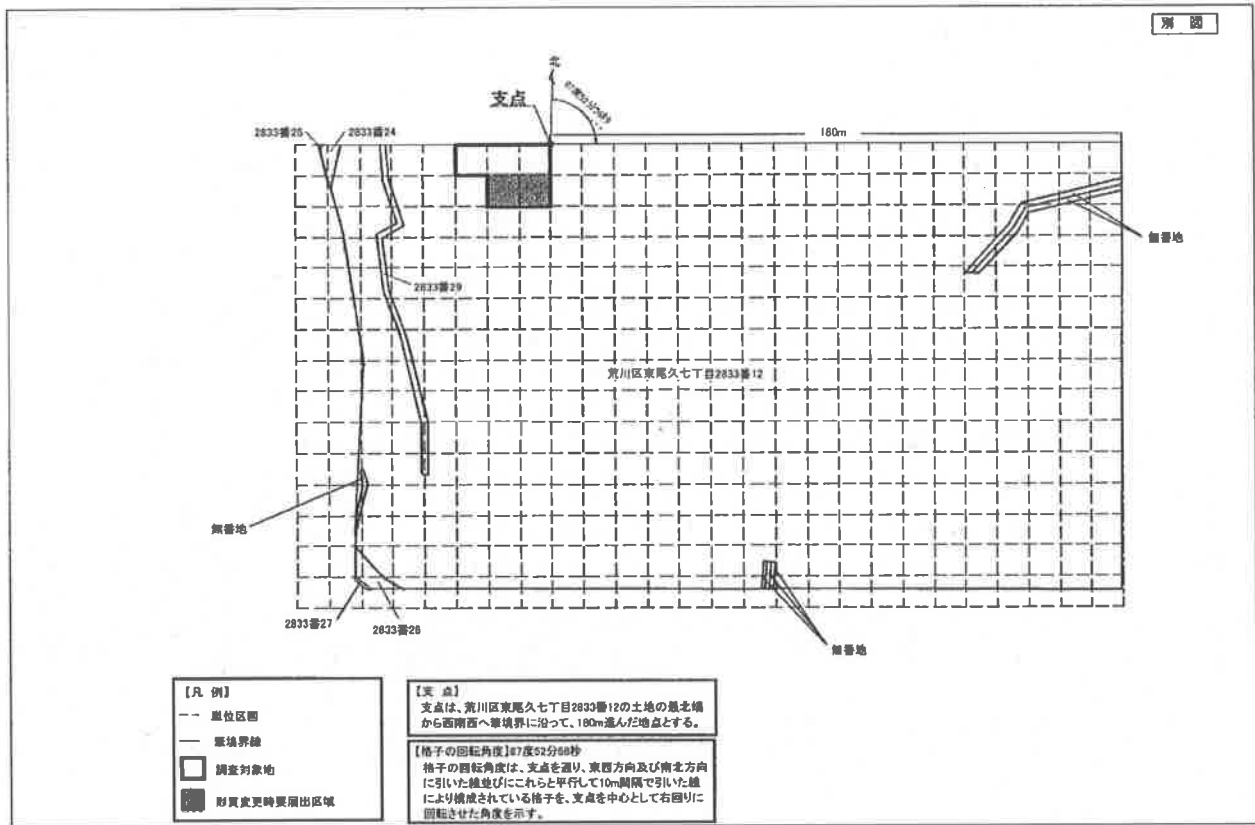 別図
北
支点
180m
2833番25
2833番24
無番地
2833番29
荒川区東尾久七丁目2833番12
無番地
2833番27
2833番26
無番地
【凡 例】
単位区画
筆境界線
調査対象地
形質変更時要届出区域
【支 点】
支点は、荒川区東尾久七丁目2833番12の土地の最北端
から西南西へ筆境界に沿って、180m進んだ地点とする。
【格子の回転角度】
格子の回転角度は、支点を通り、東西方向及び南北方向
に引いた線並びにこれらと平行して10m間隔で引いた線
により構成されている格子を、支点を中心として右回りに
回転させた角度を示す。